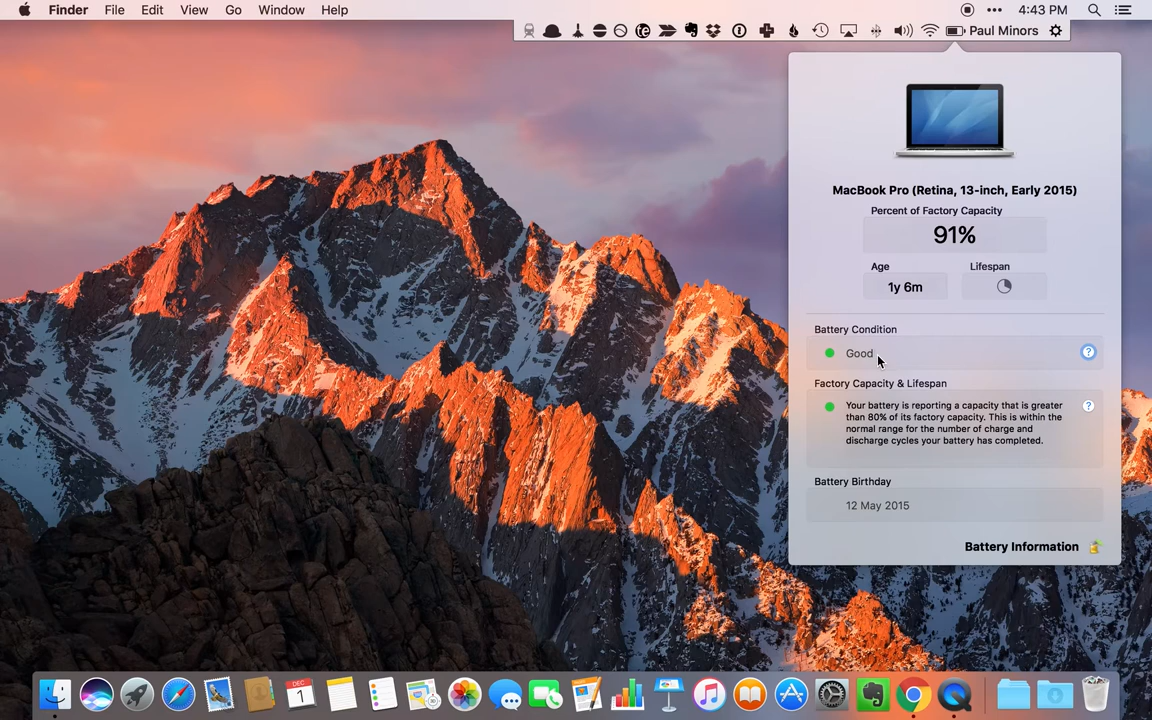 Finder File Edit View Go Window Help 4:43 PM
Paul Minors
MacBook Pro (Retina, 13-inch, Early 2015)
Percent of Factory Capacity
91%
Age Lifespan
1y 6m
Battery Condition
Good ?
Factory Capacity & Lifespan
Your battery is reporting a capacity that is greater ?
than 80% of its factory capacity. This is within the
normal range for the number of charge and
discharge cycles your battery has completed.
Battery Birthday
12 May 2015
Battery Information
DEC
1